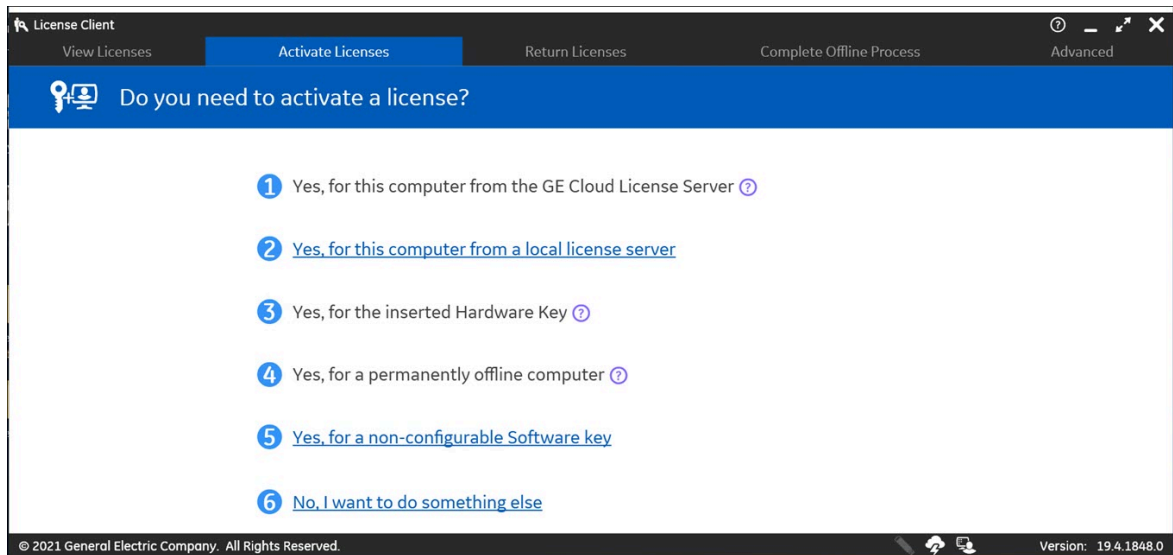 License Client
View Licenses
Activate Licenses
Return Licenses
Complete Offline Process
Advanced
Do you need to activate a license?
1 Yes, for this computer from the GE Cloud License Server ?
2 Yes, for this computer from a local license server
3 Yes, for the inserted Hardware Key ?
4 Yes, for a permanently offline computer ?
5 Yes, for a non-configurable Software key
6 No, I want to do something else
© 2021 General Electric Company. All Rights Reserved.
Version: 19.4.1848.0